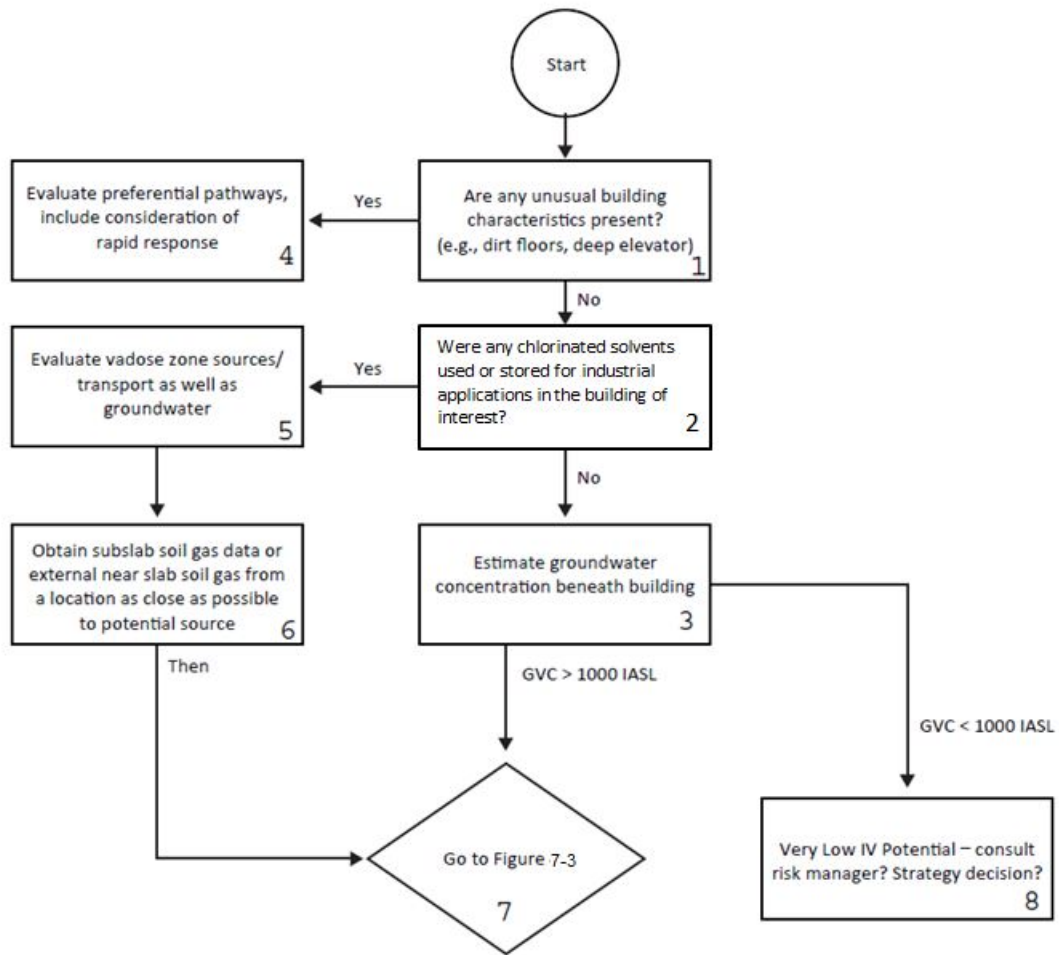 Start
Evaluate preferential pathways,
include consideration of
rapid response
4
Yes
Are any unusual building
characteristics present?
(e.g., dirt floors, deep elevator)
1
No
Evaluate vadose zone sources/
transport as well as
groundwater
5
Yes
Were any chlorinated solvents
used or stored for industrial
applications in the building of
interest?
2
No
Obtain subslab soil gas data or
external near slab soil gas from
a location as close as possible
to potential source
6
Estimate groundwater
concentration beneath building
3
Then
GVC > 1000 IASL
GVC < 1000 IASL
Go to Figure 7-3
7
Very Low IV Potential – consult
risk manager? Strategy decision?
8